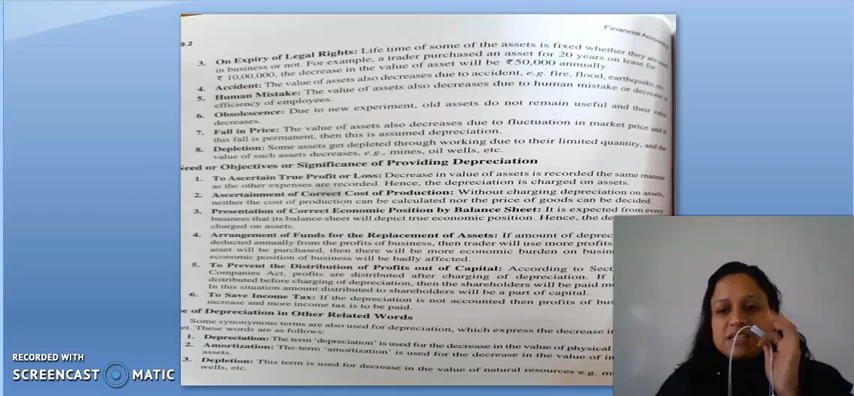 Financial Accounting
9.2
3. On Expiry of Legal Rights: Life time of some of the assets is fixed whether they are used
in business or not. For example, a trader purchased an asset for 20 years on lease for
₹ 10,00,000, the decrease in the value of asset will be ₹ 50,000 annually.
4. Accident: The value of assets also decreases due to accident, e.g. fire, flood, earthquake, etc.
5. Human Mistake: The value of assets also decreases due to human mistake or decrease in
efficiency of employees.
6. Obsolescence: Due to new experiment, old assets do not remain useful and their value
decreases.
7. Fall in Price: The value of assets also decreases due to fluctuation in market price and if
this fall is permanent, then this is assumed depreciation.
8. Depletion: Some assets get depleted through working due to their limited quantity, and the
value of such assets decreases, e.g., mines, oil wells, etc.
eed or Objectives or Significance of Providing Depreciation
1. To Ascertain True Profit or Loss: Decrease in value of assets is recorded the same manner
as the other expenses are recorded. Hence, the depreciation is charged on assets.
2. Ascertainment of Correct Cost of Production: Without charging depreciation on assets,
neither the cost of production can be calculated nor the price of goods can be decided.
3. Presentation of Correct Economic Position by Balance Sheet: It is expected from every
business that its balance sheet will depict true economic position. Hence, the de
charged on assets.
4. Arrangement of Funds for the Replacement of Assets: If amount of deprec
deducted annually from the profits of business, then trader will use more profits
asset will be purchased, then there will be more economic burden on busin
economic position of business will be badly affected.
5. To Prevent the Distribution of Profits out of Capital: According to Sect
Companies Act, profits are distributed after charging of depreciation. If
distributed before charging of depreciation, then the shareholders will be paid m
In this situation amount distributed to shareholders will be a part of capital.
6. To Save Income Tax: If the depreciation is not accounted then profits of bus
increase and more income tax is to be paid.
e of Depreciation in Other Related Words
Some synonymous terms are also used for depreciation, which express the decrease i
et. These words are as follows:
1. Depreciation: The term 'depreciation' is used for the decrease in the value of physical
2. Amortization: The term 'amortization' is used for the decrease in the value of in
assets.
3. Depletion: This term is used for decrease in the value of natural resources e.g. m
wells, etc.
RECORDED WITH
SCREENCAST MATIC